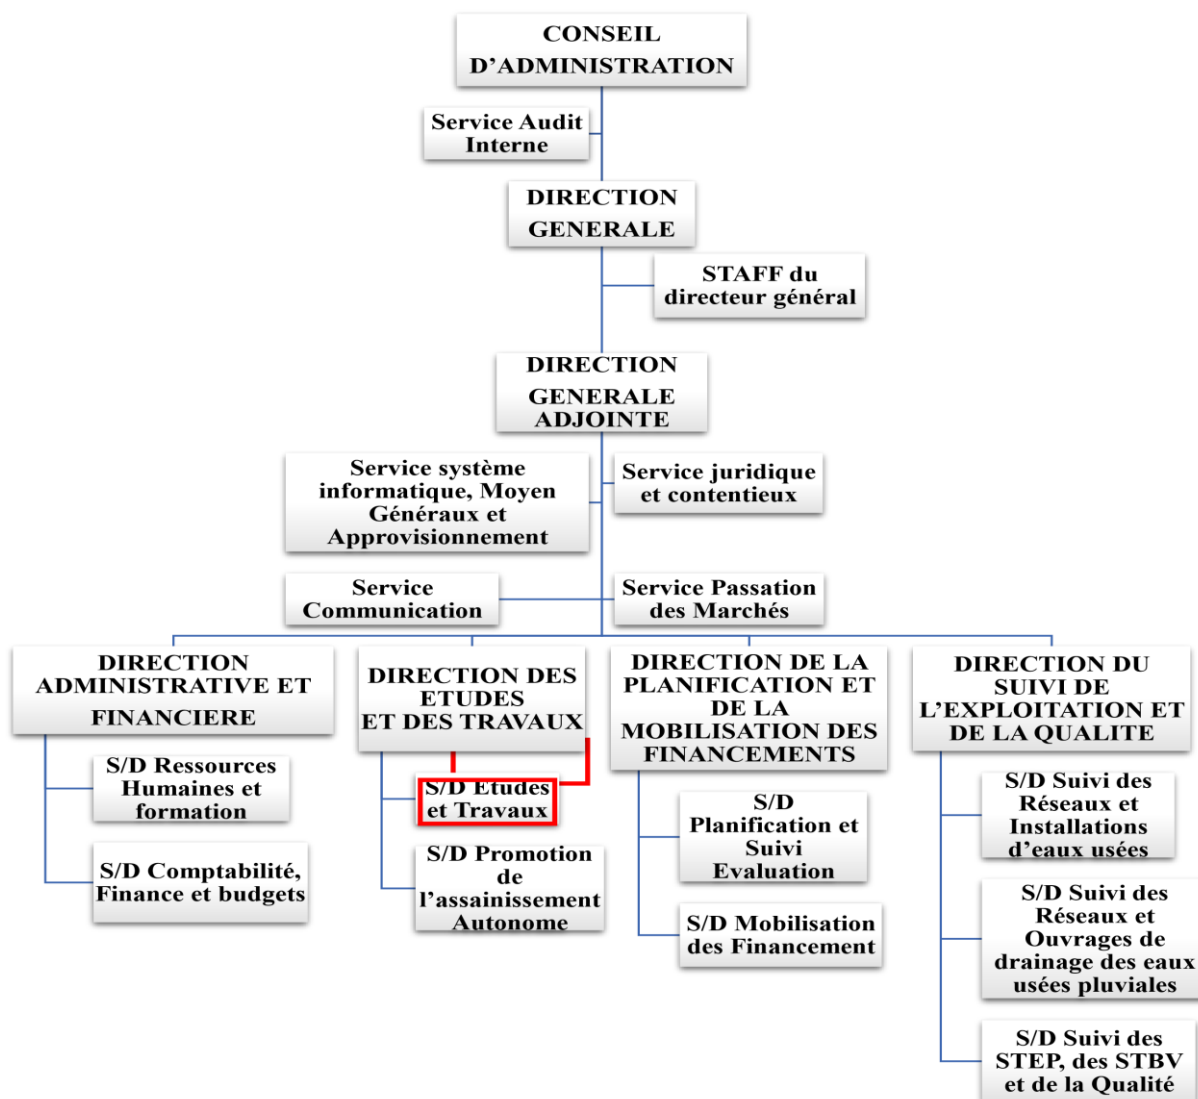 CONSEIL
D'ADMINISTRATION
Service Audit
Interne
DIRECTION
GENERALE
STAFF du
directeur général
DIRECTION
GENERALE
ADJOINTE
Service système
informatique, Moyen
Généraux et
Approvisionnement
Service juridique
et contentieux
Service
Communication
Service Passation
des Marchés
DIRECTION
ADMINISTRATIVE ET
FINANCIERE
S/D Ressources
Humaines et
formation
S/D Comptabilité,
Finance et budgets
DIRECTION DES
ETUDES
ET DES TRAVAUX
S/D Etudes
et Travaux
S/D Promotion
de
l'assainissement
Autonome
DIRECTION DE LA
PLANIFICATION ET
DE LA
MOBILISATION DES
FINANCEMENTS
S/D
Planification et
Suivi
Evaluation
S/D Mobilisation
des Financement
DIRECTION DU
SUIVI DE
L'EXPLOITATION ET
DE LA QUALITE
S/D Suivi des
Réseaux et
Installations
d'eaux usées
S/D Suivi des
Réseaux et
Ouvrages de
drainage des eaux
usées pluviales
S/D Suivi des
STEP, des STBV
et de la Qualité